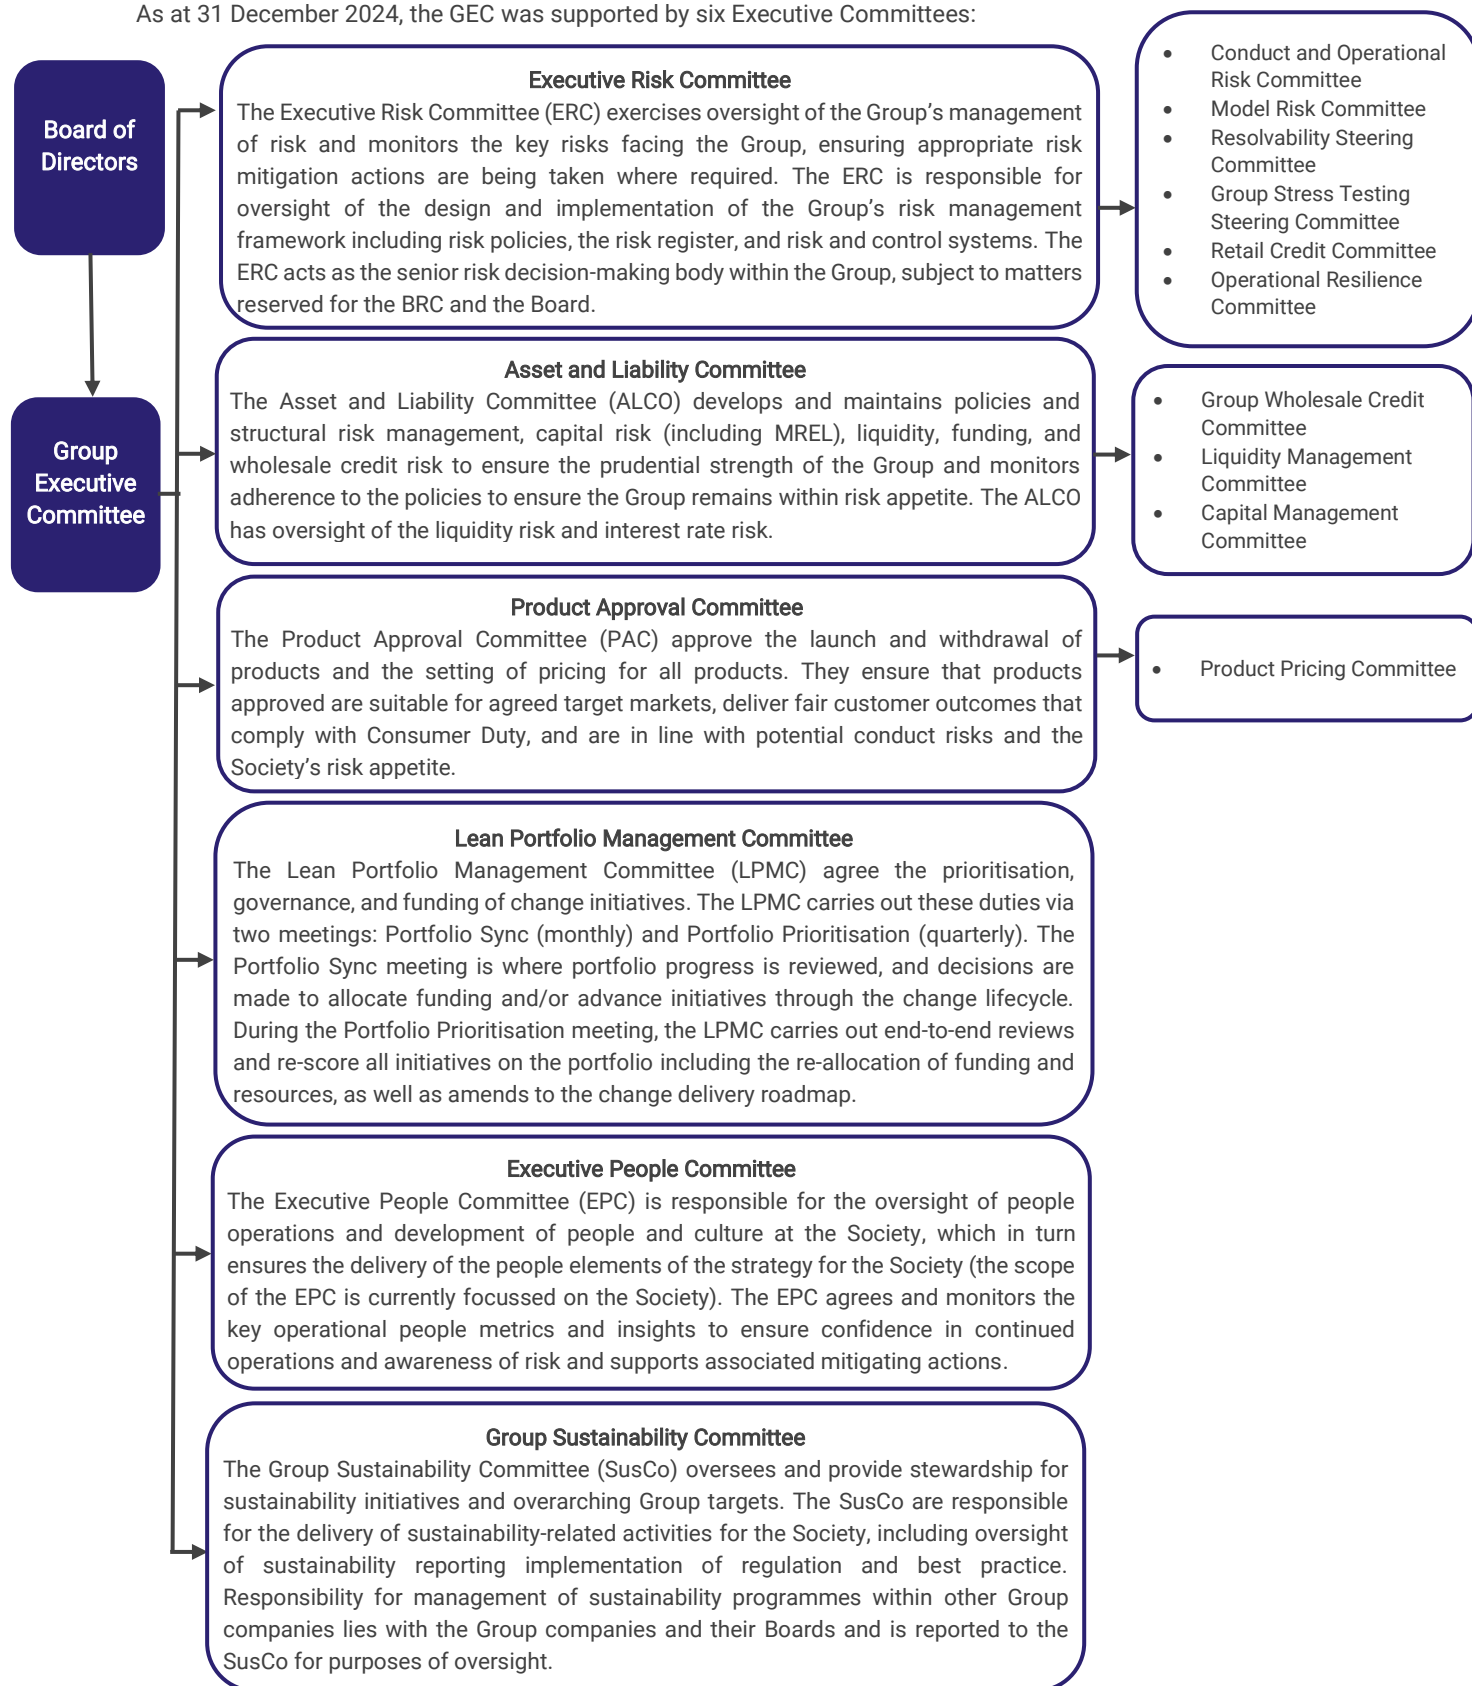 As at 31 December 2024, the GEC was supported by six Executive Committees:
Board of
Directors
Group
Executive
Committee
Executive Risk Committee
The Executive Risk Committee (ERC) exercises oversight of the Group's management
of risk and monitors the key risks facing the Group, ensuring appropriate risk
mitigation actions are being taken where required. The ERC is responsible for
oversight of the design and implementation of the Group's risk management
framework including risk policies, the risk register, and risk and control systems. The
ERC acts as the senior risk decision-making body within the Group, subject to matters
reserved for the BRC and the Board.
• Conduct and Operational
Risk Committee
• Model Risk Committee
• Resolvability Steering
Committee
• Group Stress Testing
Steering Committee
• Retail Credit Committee
• Operational Resilience
Committee
Asset and Liability Committee
The Asset and Liability Committee (ALCO) develops and maintains policies and
structural risk management, capital risk (including MREL), liquidity, funding, and
wholesale credit risk to ensure the prudential strength of the Group and monitors
adherence to the policies to ensure the Group remains within risk appetite. The ALCO
has oversight of the liquidity risk and interest rate risk.
• Group Wholesale Credit
Committee
• Liquidity Management
Committee
• Capital Management
Committee
Product Approval Committee
The Product Approval Committee (PAC) approve the launch and withdrawal of
products and the setting of pricing for all products. They ensure that products
approved are suitable for agreed target markets, deliver fair customer outcomes that
comply with Consumer Duty, and are in line with potential conduct risks and the
Society's risk appetite.
• Product Pricing Committee
Lean Portfolio Management Committee
The Lean Portfolio Management Committee (LPMC) agree the prioritisation,
governance, and funding of change initiatives. The LPMC carries out these duties via
two meetings: Portfolio Sync (monthly) and Portfolio Prioritisation (quarterly). The
Portfolio Sync meeting is where portfolio progress is reviewed, and decisions are
made to allocate funding and/or advance initiatives through the change lifecycle.
During the Portfolio Prioritisation meeting, the LPMC carries out end-to-end reviews
and re-score all initiatives on the portfolio including the re-allocation of funding and
resources, as well as amends to the change delivery roadmap.
Executive People Committee
The Executive People Committee (EPC) is responsible for the oversight of people
operations and development of people and culture at the Society, which in turn
ensures the delivery of the people elements of the strategy for the Society (the scope
of the EPC is currently focussed on the Society). The EPC agrees and monitors the
key operational people metrics and insights to ensure confidence in continued
operations and awareness of risk and supports associated mitigating actions.
Group Sustainability Committee
The Group Sustainability Committee (SusCo) oversees and provide stewardship for
sustainability initiatives and overarching Group targets. The SusCo are responsible
for the delivery of sustainability-related activities for the Society, including oversight
of sustainability reporting implementation of regulation and best practice.
Responsibility for management of sustainability programmes within other Group
companies lies with the Group companies and their Boards and is reported to the
SusCo for purposes of oversight.